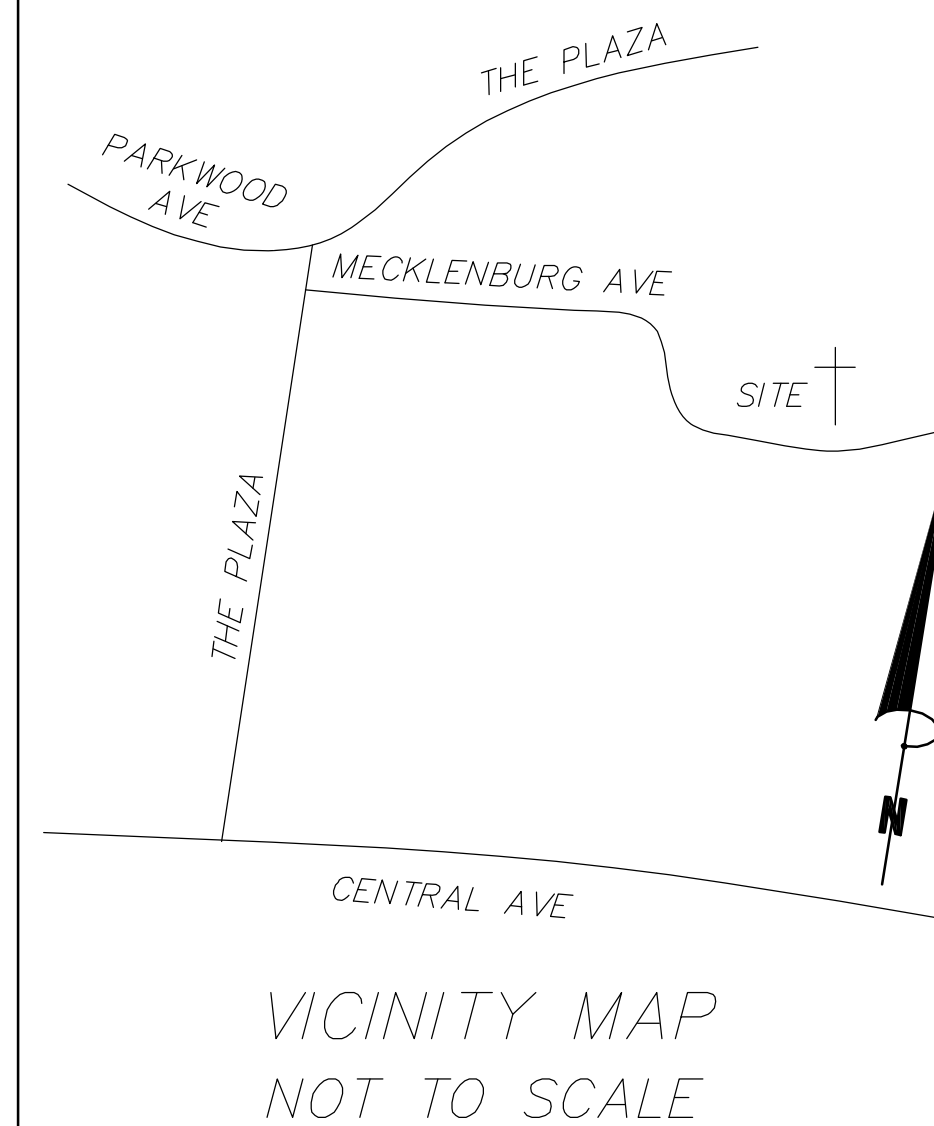 THE PLAZA
PARKWOOD
AVE
MECKLENBURG AVE
SITE
THE PLAZA
N
CENTRAL AVE
VICINITY MAP
NOT TO SCALE